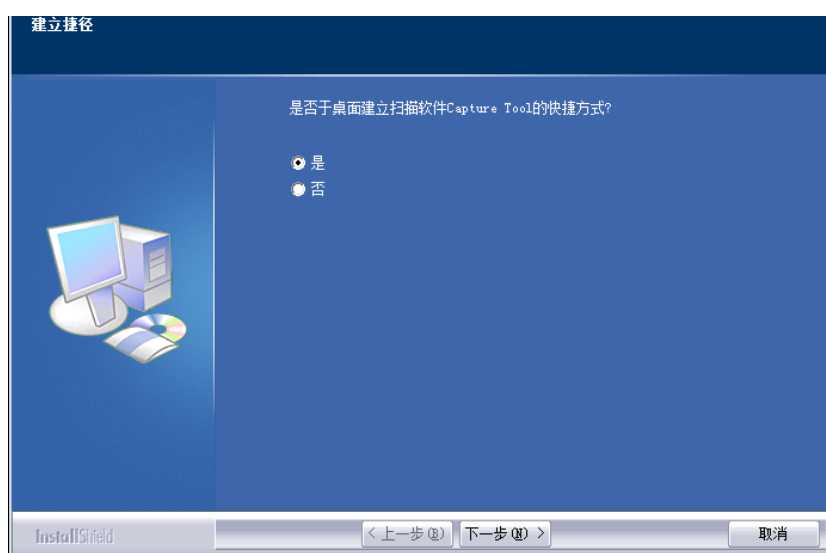 建立捷径
是否于桌面建立扫描软件Capture Tool的快捷方式?
是
否
InstallShield
< 上一步(B)
下一步(N) >
取消